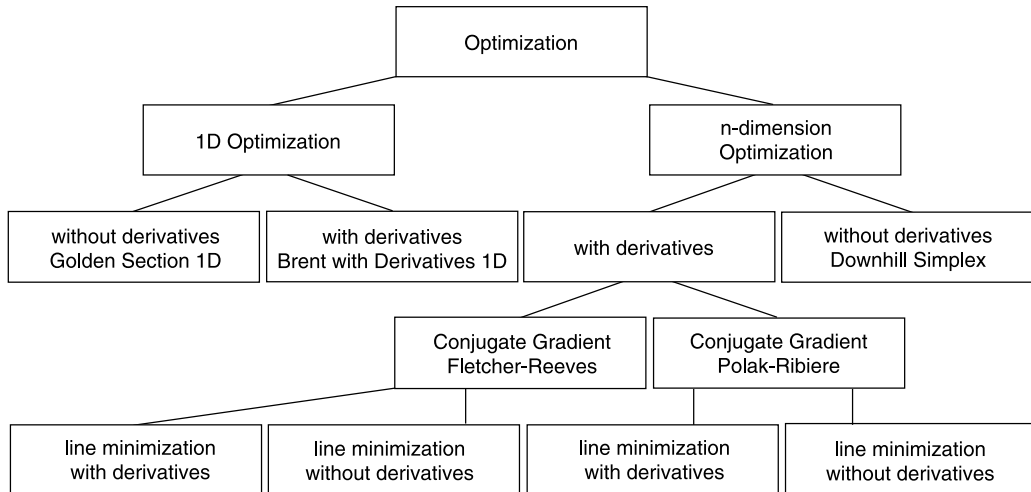 Optimization
1D Optimization
n-dimension
Optimization
without derivatives
Golden Section 1D
with derivatives
Brent with Derivatives 1D
with derivatives
without derivatives
Downhill Simplex
Conjugate Gradient
Fletcher-Reeves
Conjugate Gradient
Polak-Ribiere
line minimization
with derivatives
line minimization
without derivatives
line minimization
with derivatives
line minimization
without derivatives